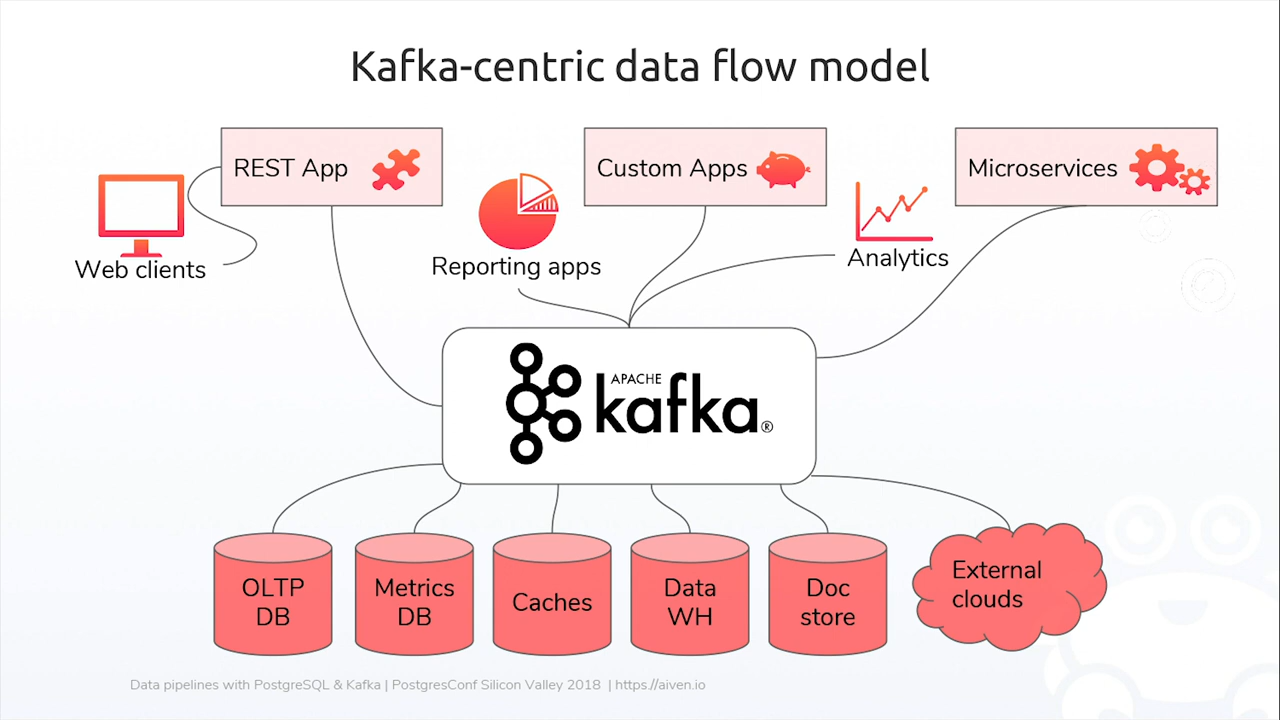 Kafka-centric data flow model
REST App
Custom Apps
Microservices
Web clients
Reporting apps
Analytics
APACHE
kafka®
OLTP
DB
Metrics
DB
Caches
Data
WH
Doc
store
External
clouds
Data pipelines with PostgreSQL & Kafka | PostgresConf Silicon Valley 2018 | https://aiven.io